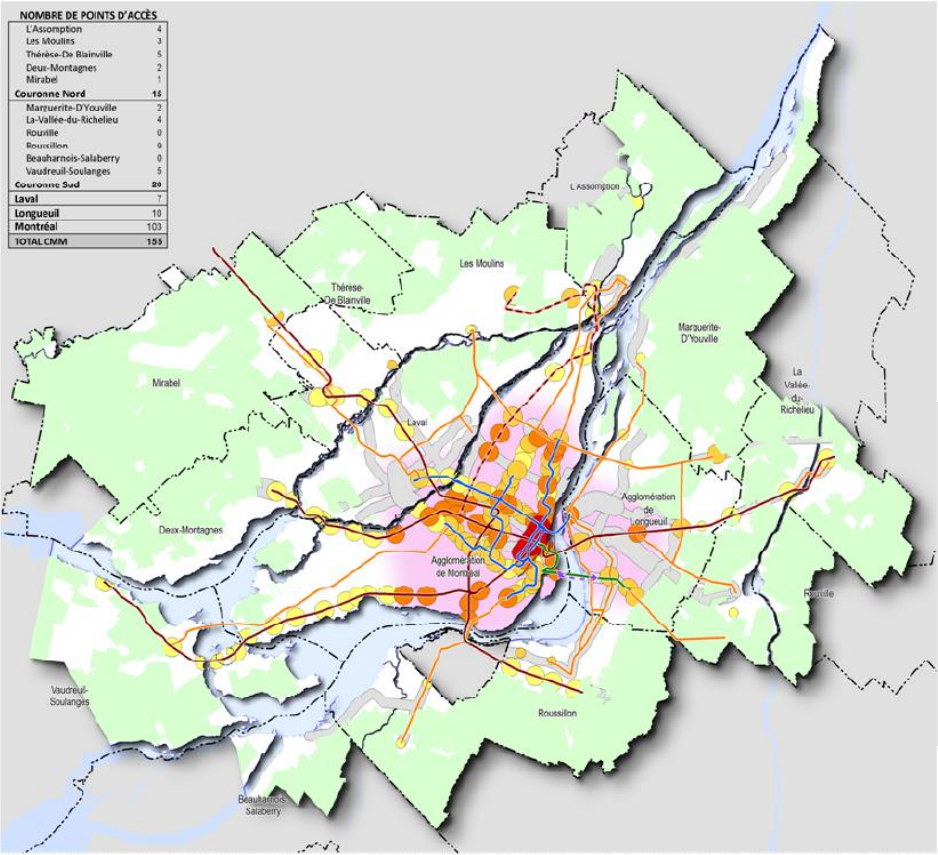 NOMBRE DE POINTS D'ACCÈS
L'Assomption 4
Les Moulins 3
Thérèse-De Blainville 5
Deux-Montagnes 2
Mirabel 1
Couronne Nord 15
Marguerite-D'Youville 2
La-Vallée-du-Richelieu 4
Rouville 0
Roussillon 9
Beauharnois-Salaberry 0
Vaudreuil-Soulanges 5
Couronne Sud 20
Laval 7
Longueuil 10
Montréal 103
TOTAL CMM 155
L'Assomption
Les Moulins
Thérèse-
De Blainville
Marguerite-
D'Youville
Mirabel
La
Vallée-
du-
Richelieu
Laval
Agglomération
de
Longueuil
Deux-Montagnes
Agglomération
de Montréal
Rouville
Vaudreuil-
Soulanges
Roussillon
Beauharnois-
Salaberry